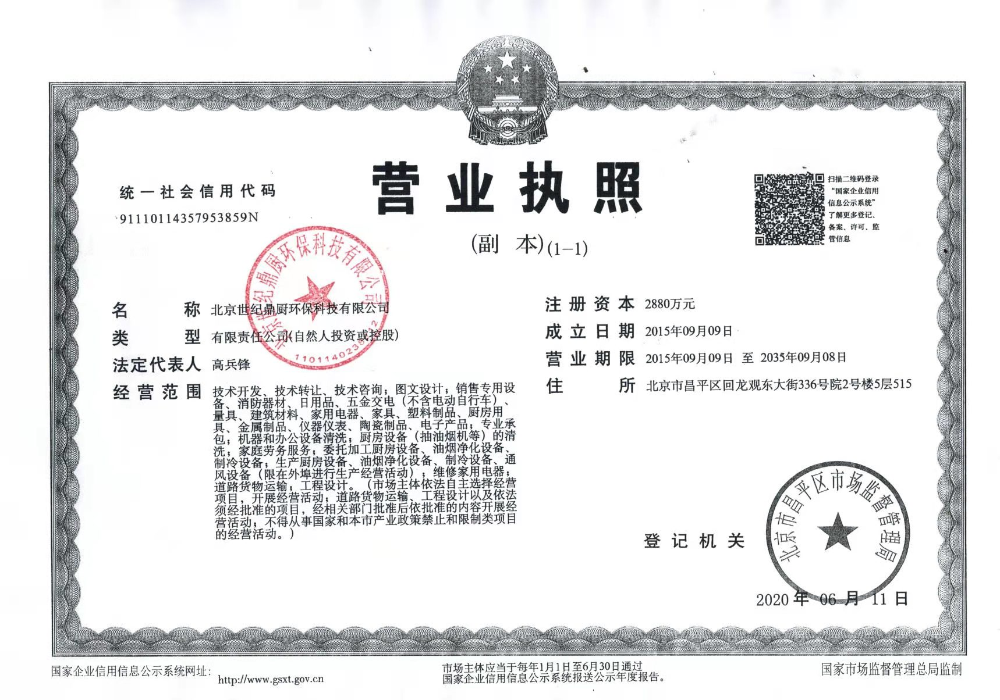 营业执照
(副 本)(1-1)
统一社会信用代码
91110114357953859N
扫描二维码登录
“国家企业信用
信息公示系统”
了解更多登记、
备案、许可、监
管信息
名 称 北京世纪鼎厨环保科技有限公司
类 型 有限责任公司(自然人投资或控股)
法定代表人 高兵锋
经营范围 技术开发、技术转让、技术咨询；图文设计；销售专用设
备、消防器材、日用品、五金交电（不含电动自行车）、
量具、建筑材料、家用电器、家具、塑料制品、厨房用
具、金属制品、仪器仪表、陶瓷制品、电子产品；专业承
包；机器和办公设备清洗；厨房设备（抽油烟机等）的清
洗；家庭劳务服务；委托加工厨房设备、油烟净化设备、
制冷设备；生产厨房设备、油烟净化设备、制冷设备、通
风设备（限在外埠进行生产经营活动）；维修家用电器；
道路货物运输；工程设计。（市场主体依法自主选择经营
项目，开展经营活动；道路货物运输、工程设计以及依法
须经批准的项目，经相关部门批准后依批准的内容开展经
营活动；不得从事国家和本市产业政策禁止和限制类项目
的经营活动。）
注册资本 2880万元
成立日期 2015年09月09日
营业期限 2015年09月09日 至 2035年09月08日
住 所 北京市昌平区回龙观东大街336号院2号楼5层515
北京世纪鼎厨环保科技有限公司
登记机关
北京市昌平区市场监督管理局
2020 年 06 月 11 日
国家企业信用信息公示系统网址：
http://www.gsxt.gov.cn
市场主体应当于每年1月1日至6月30日通过
国家企业信用信息公示系统报送公示年度报告。
国家市场监督管理总局监制